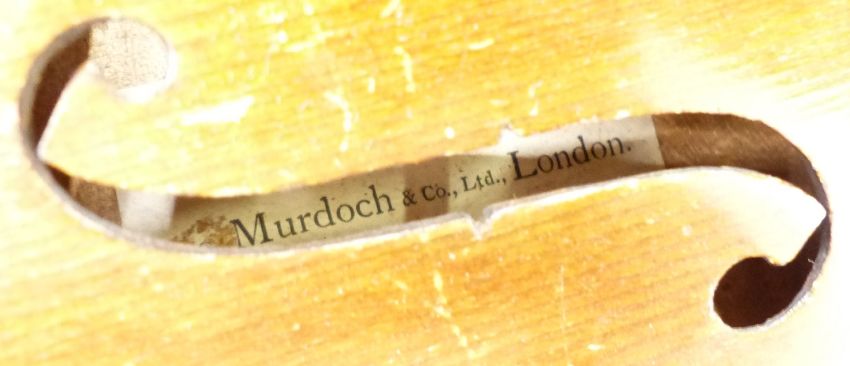 Murdoch & Co., Ltd., London.